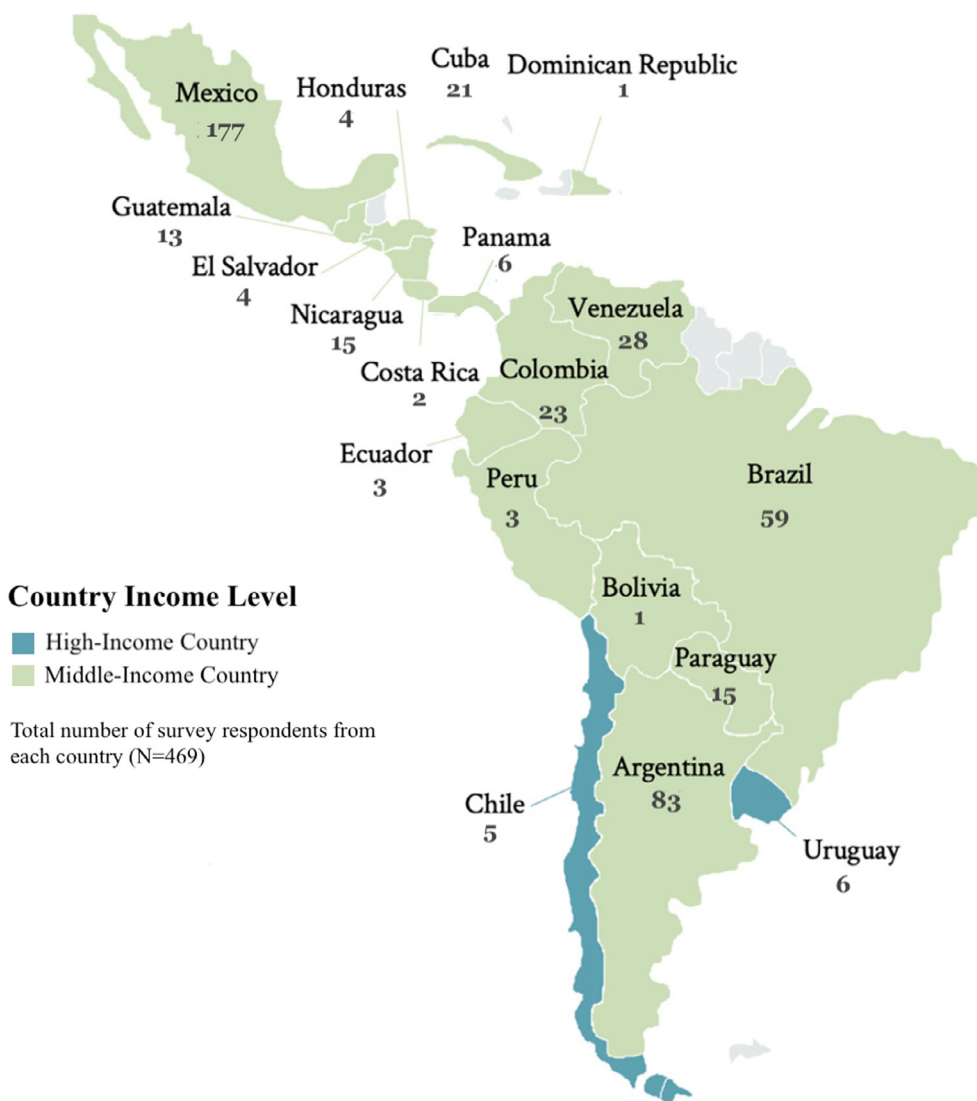 Mexico
177
Honduras
4
Cuba
21
Dominican Republic
1
Guatemala
13
El Salvador
4
Nicaragua
15
Costa Rica
2
Panama
6
Venezuela
28
Colombia
23
Ecuador
3
Peru
3
Brazil
59
Bolivia
1
Paraguay
15
Argentina
83
Chile
5
Uruguay
6
Country Income Level
High-Income Country
Middle-Income Country
Total number of survey respondents from
each country (N=469)